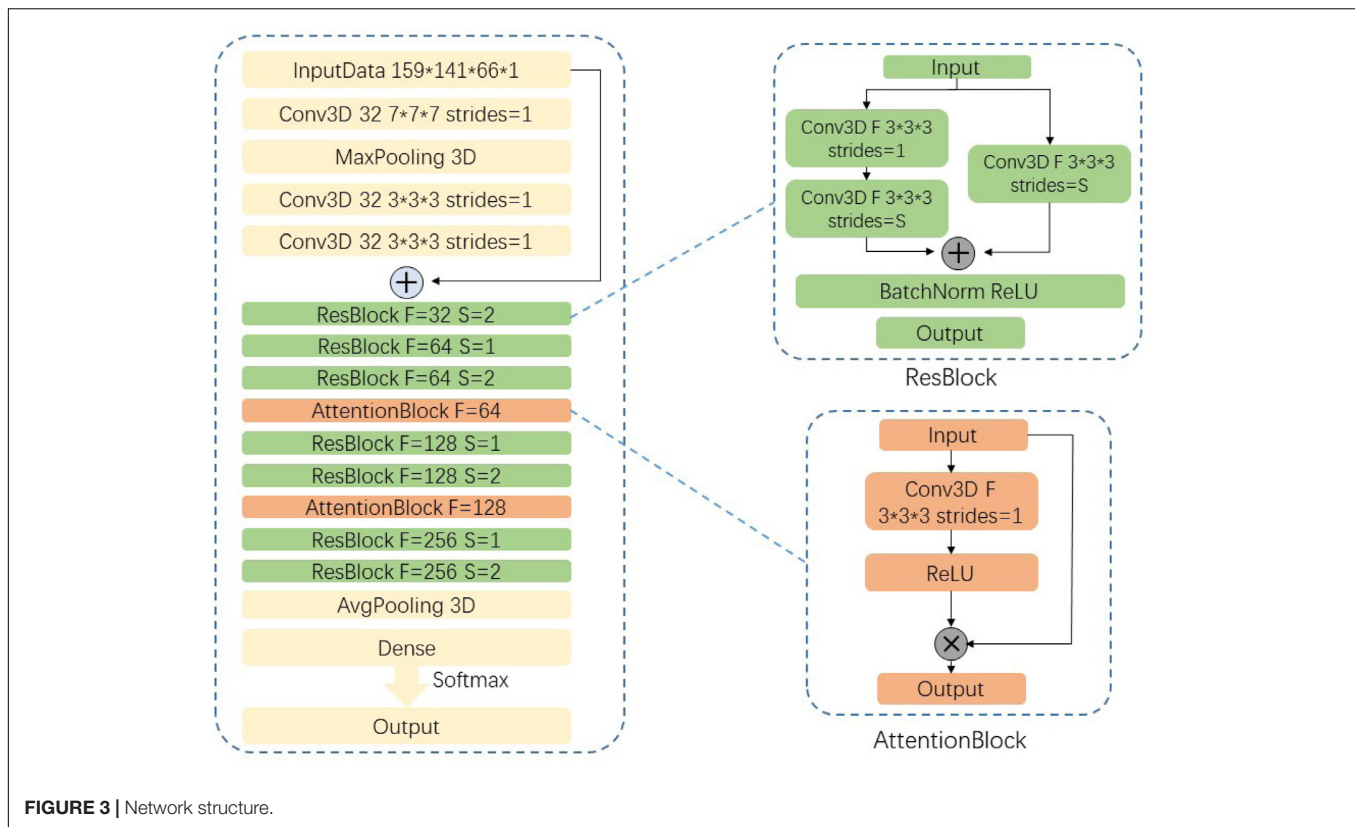 InputData 159*141*66*1
Conv3D 32 7*7*7 strides=1
MaxPooling 3D
Conv3D 32 3*3*3 strides=1
Conv3D 32 3*3*3 strides=1
+
ResBlock F=32 S=2
ResBlock F=64 S=1
ResBlock F=64 S=2
AttentionBlock F=64
ResBlock F=128 S=1
ResBlock F=128 S=2
AttentionBlock F=128
ResBlock F=256 S=1
ResBlock F=256 S=2
AvgPooling 3D
Dense
Softmax
Output
Input
Conv3D F 3*3*3
strides=1
Conv3D F 3*3*3
strides=S
Conv3D F 3*3*3
strides=S
+
BatchNorm ReLU
Output
ResBlock
Input
Conv3D F
3*3*3 strides=1
ReLU
×
Output
AttentionBlock
FIGURE 3 | Network structure.